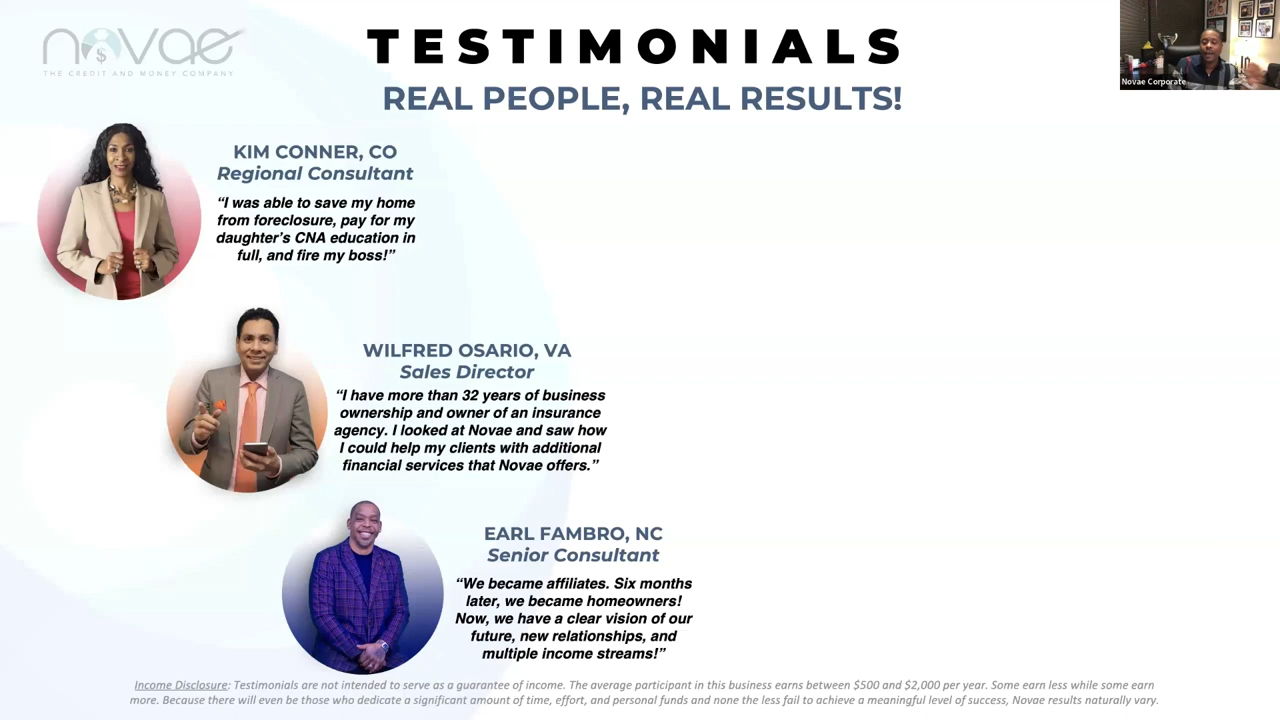 novae
THE CREDIT AND MONEY COMPANY
TESTIMONIALS
REAL PEOPLE, REAL RESULTS!
Novae Corporate
KIM CONNER, CO
Regional Consultant
“I was able to save my home
from foreclosure, pay for my
daughter’s CNA education in
full, and fire my boss!”
WILFRED OSARIO, VA
Sales Director
“I have more than 32 years of business
ownership and owner of an insurance
agency. I looked at Novae and saw how
I could help my clients with additional
financial services that Novae offers.”
EARL FAMBRO, NC
Senior Consultant
“We became affiliates. Six months
later, we became homeowners!
Now, we have a clear vision of our
future, new relationships, and
multiple income streams!”
Income Disclosure: Testimonials are not intended to serve as a guarantee of income. The average participant in this business earns between $500 and $2,000 per year. Some earn less while some earn
more. Because there will even be those who dedicate a significant amount of time, effort, and personal funds and none the less fail to achieve a meaningful level of success, Novae results naturally vary.